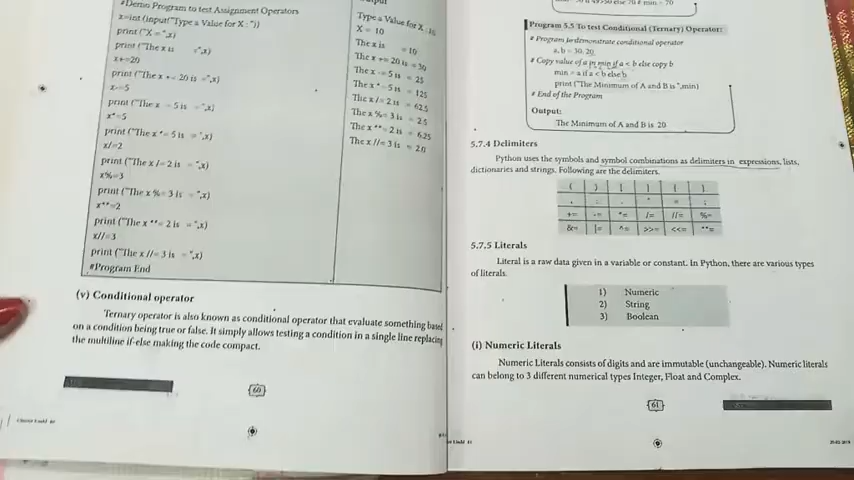 #Demo Program to test Assignment Operators
x=int (input("Type a Value for X : "))
print ("X = ",x)
print ("The x is =",x)
x+=20
print ("The x += 20 is =",x)
x-=5
print ("The x -= 5 is = ",x)
x*=5
print ("The x *= 5 is = ",x)
x/=2
print ("The x /= 2 is = ",x)
x%=3
print ("The x %= 3 is = ",x)
x**=2
print ("The x **= 2 is = ",x)
x//=3
print ("The x //= 3 is = ",x)
#Program End
Type a Value for X :
X = 10
The x is = 10
The x += 20 is = 30
The x -= 5 is = 25
The x *= 5 is = 125
The x /= 2 is = 62.5
The x %= 3 is = 2.5
The x **= 2 is = 6.25
The x //= 3 is = 2.0
(v) Conditional operator
Ternary operator is also known as conditional operator that evaluate something based
on a condition being true or false. It simply allows testing a condition in a single line replacing
the multiline if-else making the code compact.
60
Program 5.5 To test Conditional (Ternary) Operator:
# Program to demonstrate conditional operator
a, b = 30, 20
# Copy value of a in min if a < b else copy b
min = a if a < b else b
print ("The Minimum of A and B is ",min)
# End of the Program
Output:
The Minimum of A and B is 20
5.7.4 Delimiters
Python uses the symbols and symbol combinations as delimiters in expressions, lists,
dictionaries and strings. Following are the delimiters.
( ) [ ] { }
, : . ' = ;
+= -= *= /= //= %=
&= |= ^= >>= <<= **=
5.7.5 Literals
Literal is a raw data given in a variable or constant. In Python, there are various types
of literals.
1) Numeric
2) String
3) Boolean
(i) Numeric Literals
Numeric Literals consists of digits and are immutable (unchangeable). Numeric literals
can belong to 3 different numerical types Integer, Float and Complex.
61